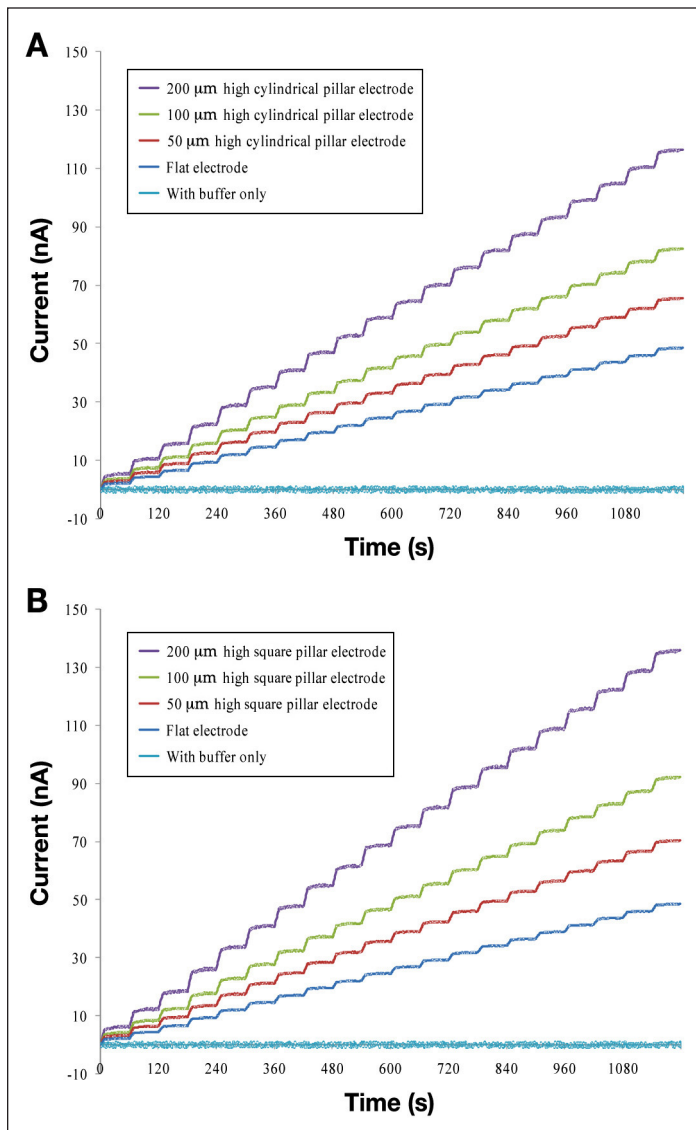 A
150
130
110
90
70
50
30
10
-10
Current (nA)
200 µm high cylindrical pillar electrode
100 µm high cylindrical pillar electrode
50 µm high cylindrical pillar electrode
Flat electrode
With buffer only
0 120 240 360 480 600 720 840 960 1080
Time (s)
B
150
130
110
90
70
50
30
10
-10
Current (nA)
200 µm high square pillar electrode
100 µm high square pillar electrode
50 µm high square pillar electrode
Flat electrode
With buffer only
0 120 240 360 480 600 720 840 960 1080
Time (s)